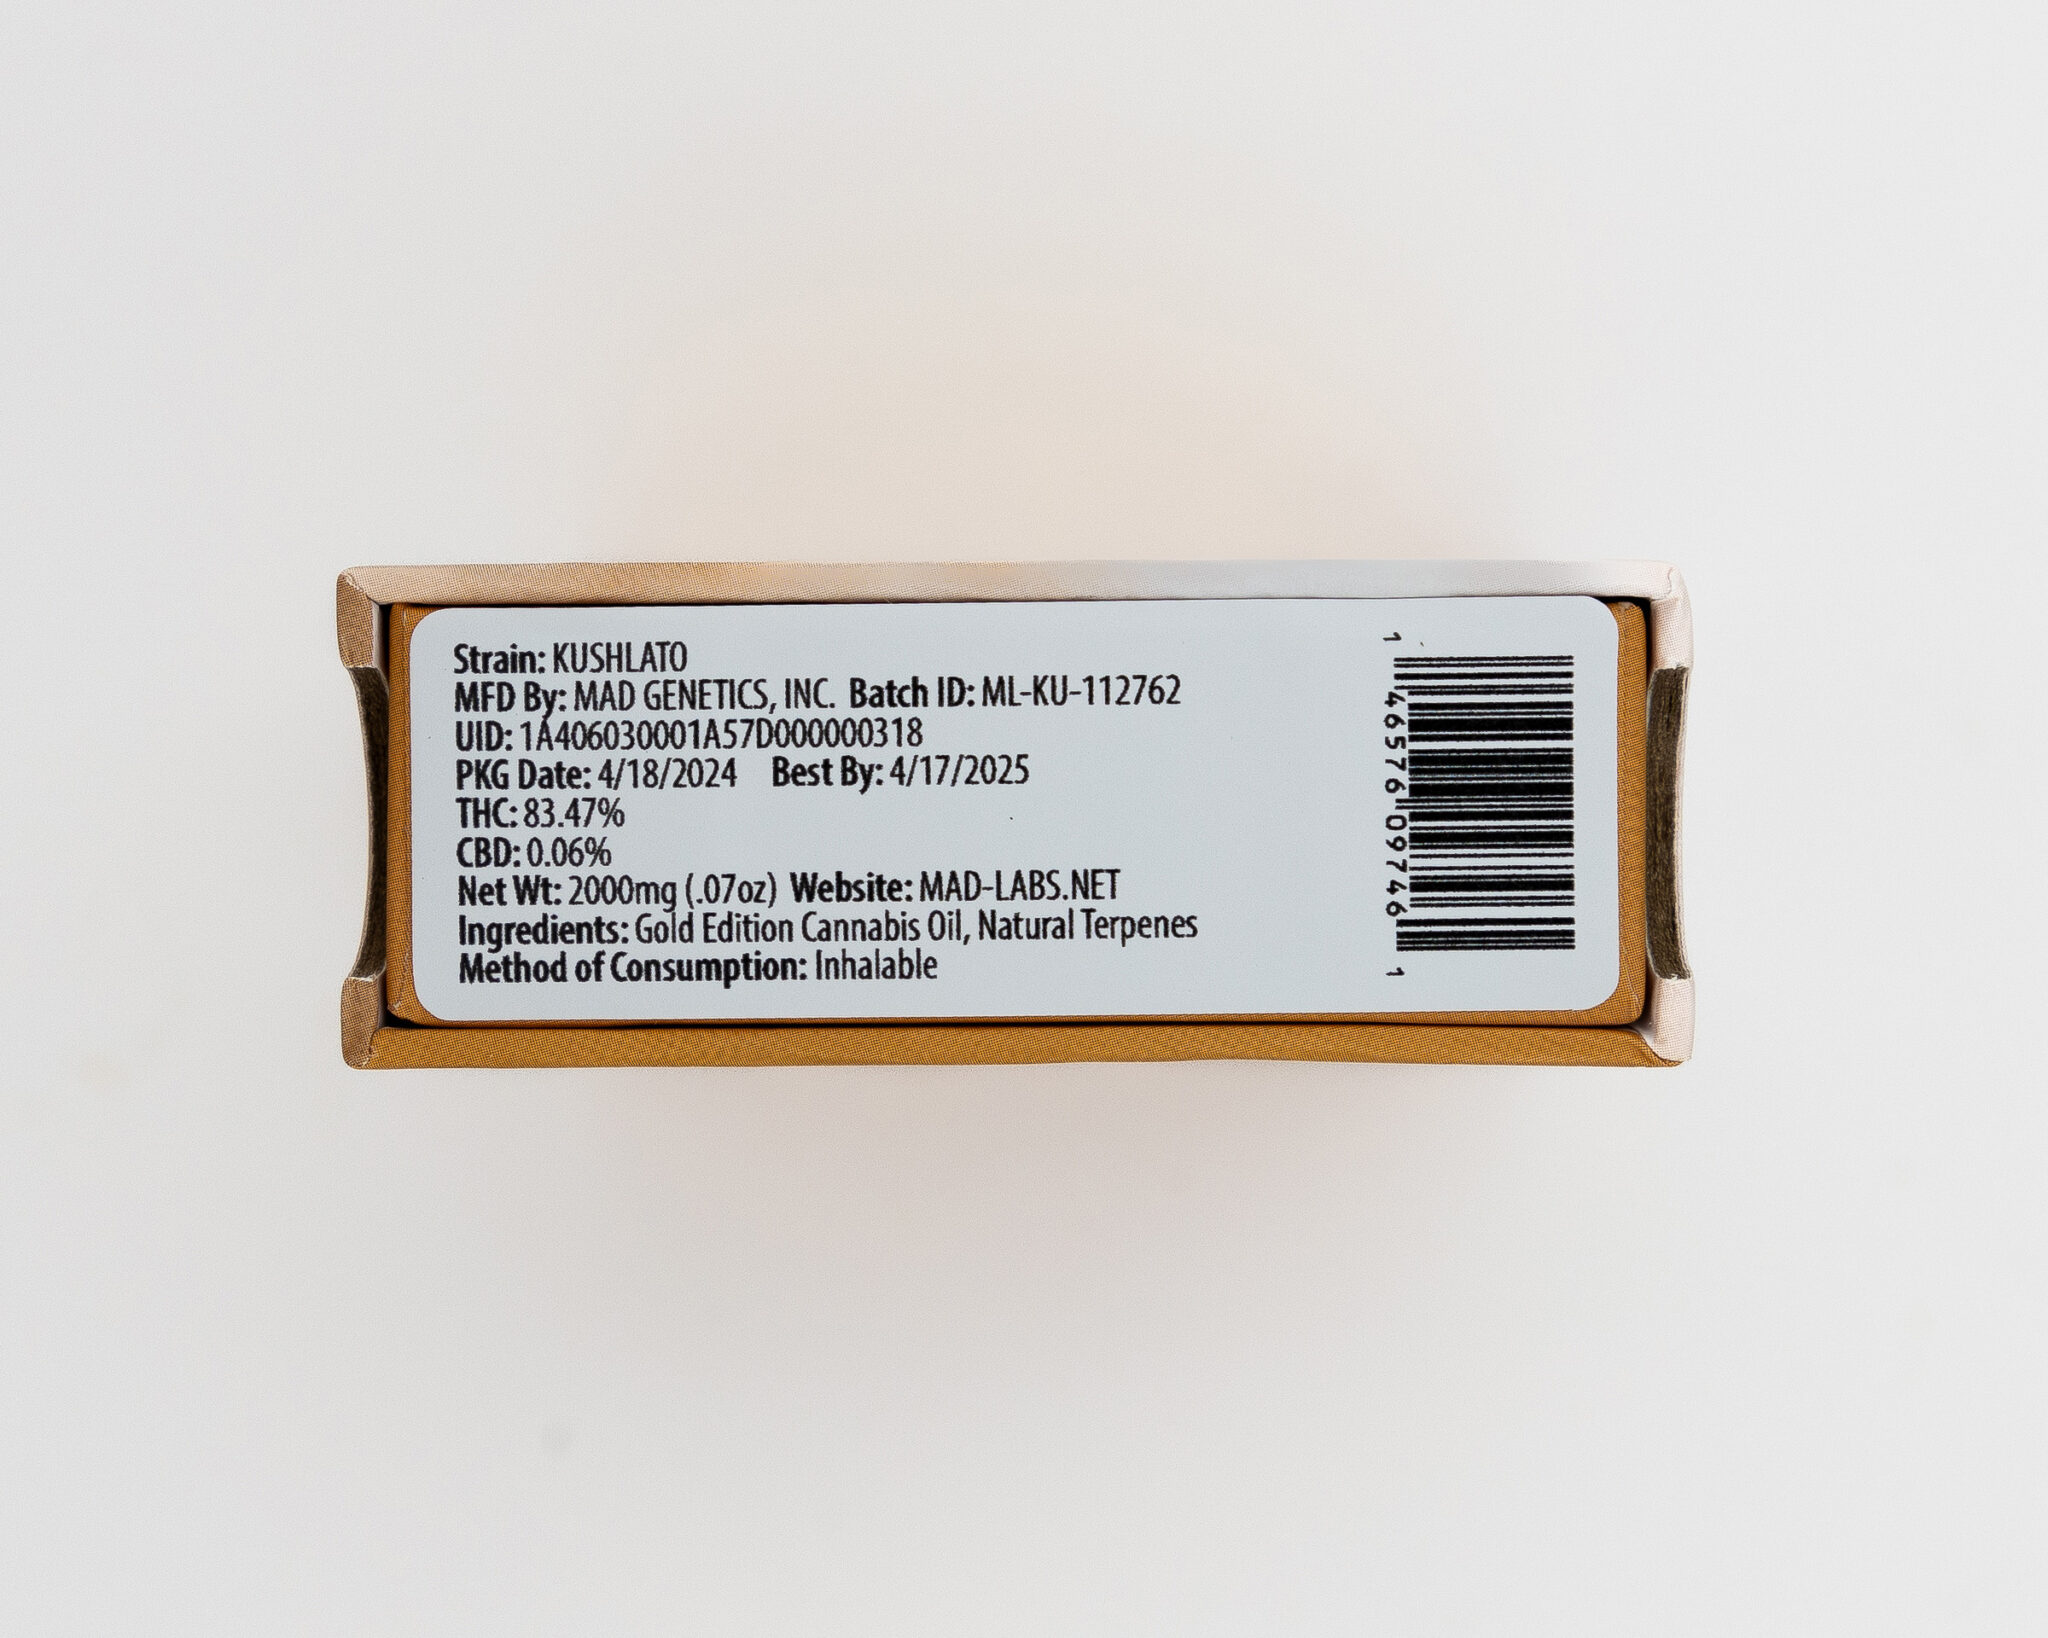 Strain: KUSHLATO
MFD By: MAD GENETICS, INC. Batch ID: ML-KU-112762
UID: 1A406030001A57D000000318
PKG Date: 4/18/2024 Best By: 4/17/2025
THC: 83.47%
CBD: 0.06%
Net Wt: 2000mg (.07oz) Website: MAD-LABS.NET
Ingredients: Gold Edition Cannabis Oil, Natural Terpenes
Method of Consumption: Inhalable
1 46576 09746 1